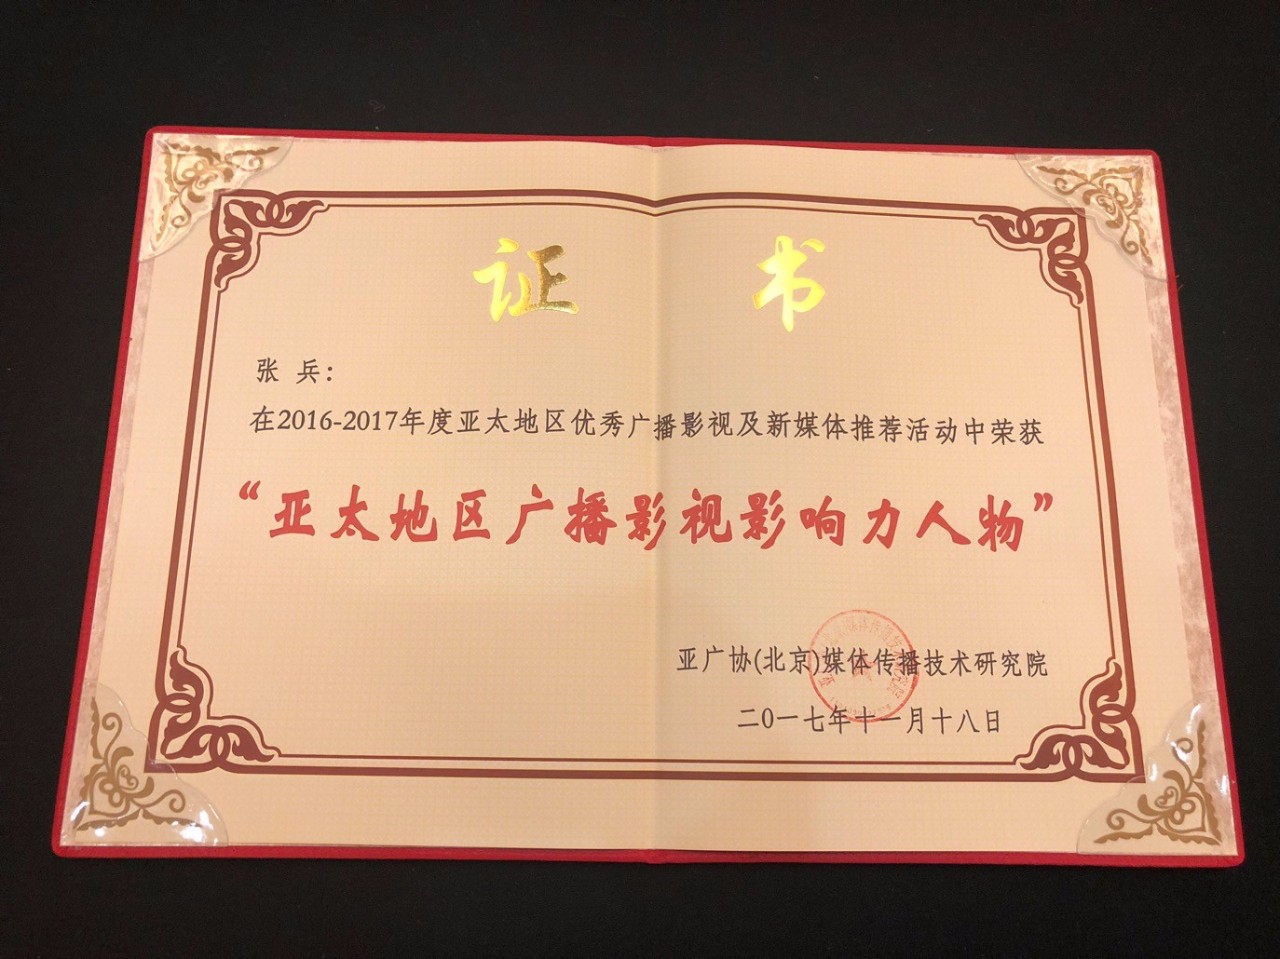 证 书
张 兵：
在2016-2017年度亚太地区优秀广播影视及新媒体推荐活动中荣获
“亚太地区广播影视影响力人物”
亚广协(北京)媒体传播技术研究院
二〇一七年十一月十八日